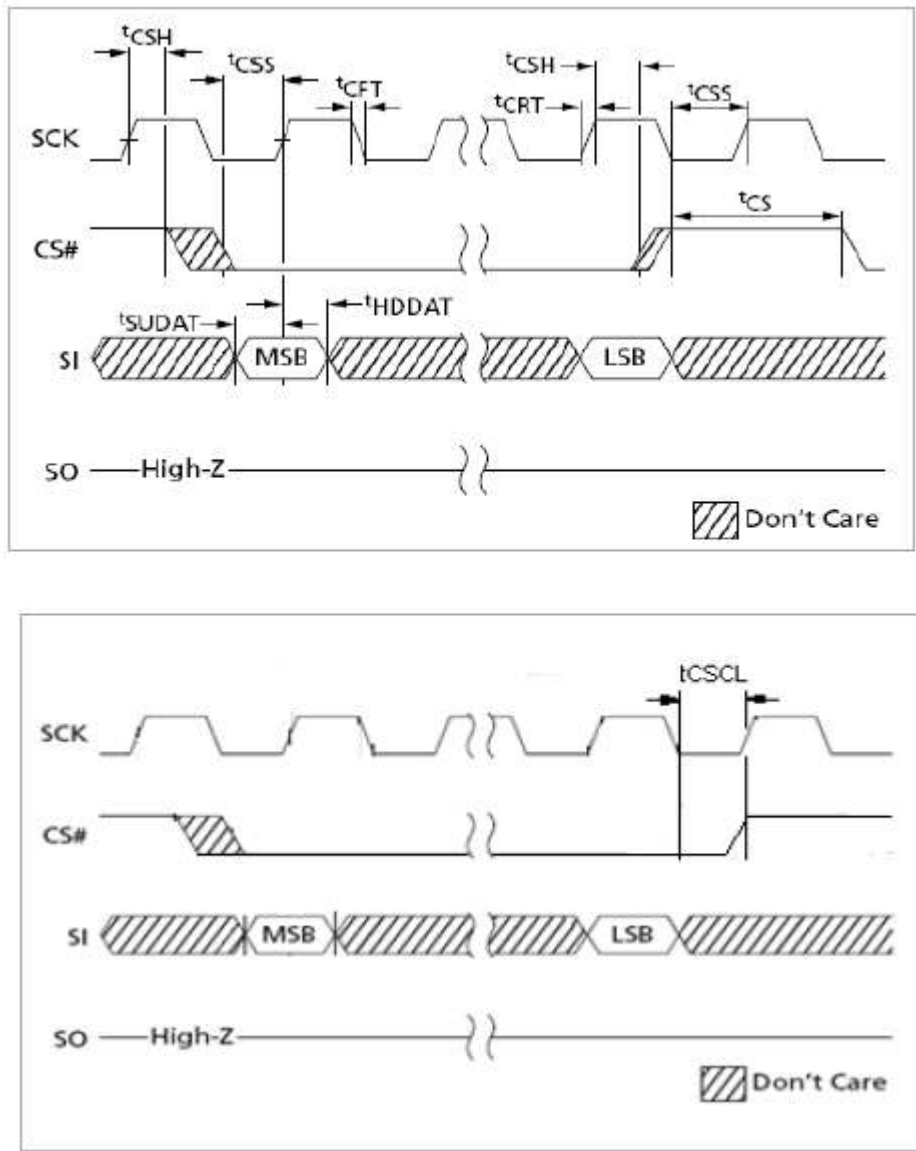 tCSH
tCSS
tCFT
tCSH
tCRT
tCSS
SCK
tCS
CS#
tSUDAT
tHDDAT
SI MSB LSB
SO High-Z
Don't Care
tCSCL
SCK
CS#
SI MSB LSB
SO High-Z
Don't Care